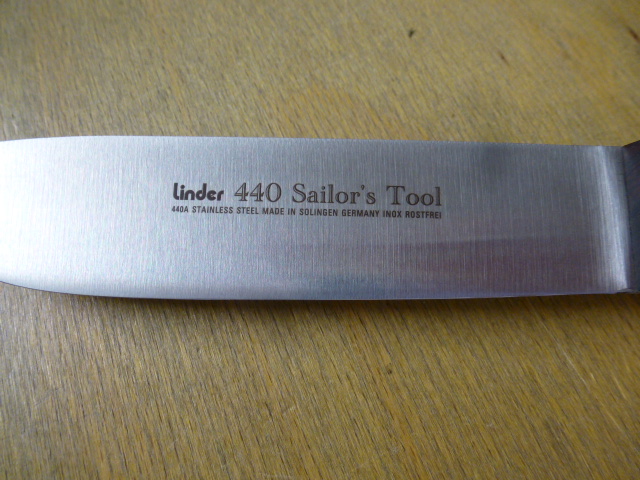 Linder 440 Sailor's Tool
440A STAINLESS STEEL MADE IN SOLINGEN GERMANY INOX ROSTFREI